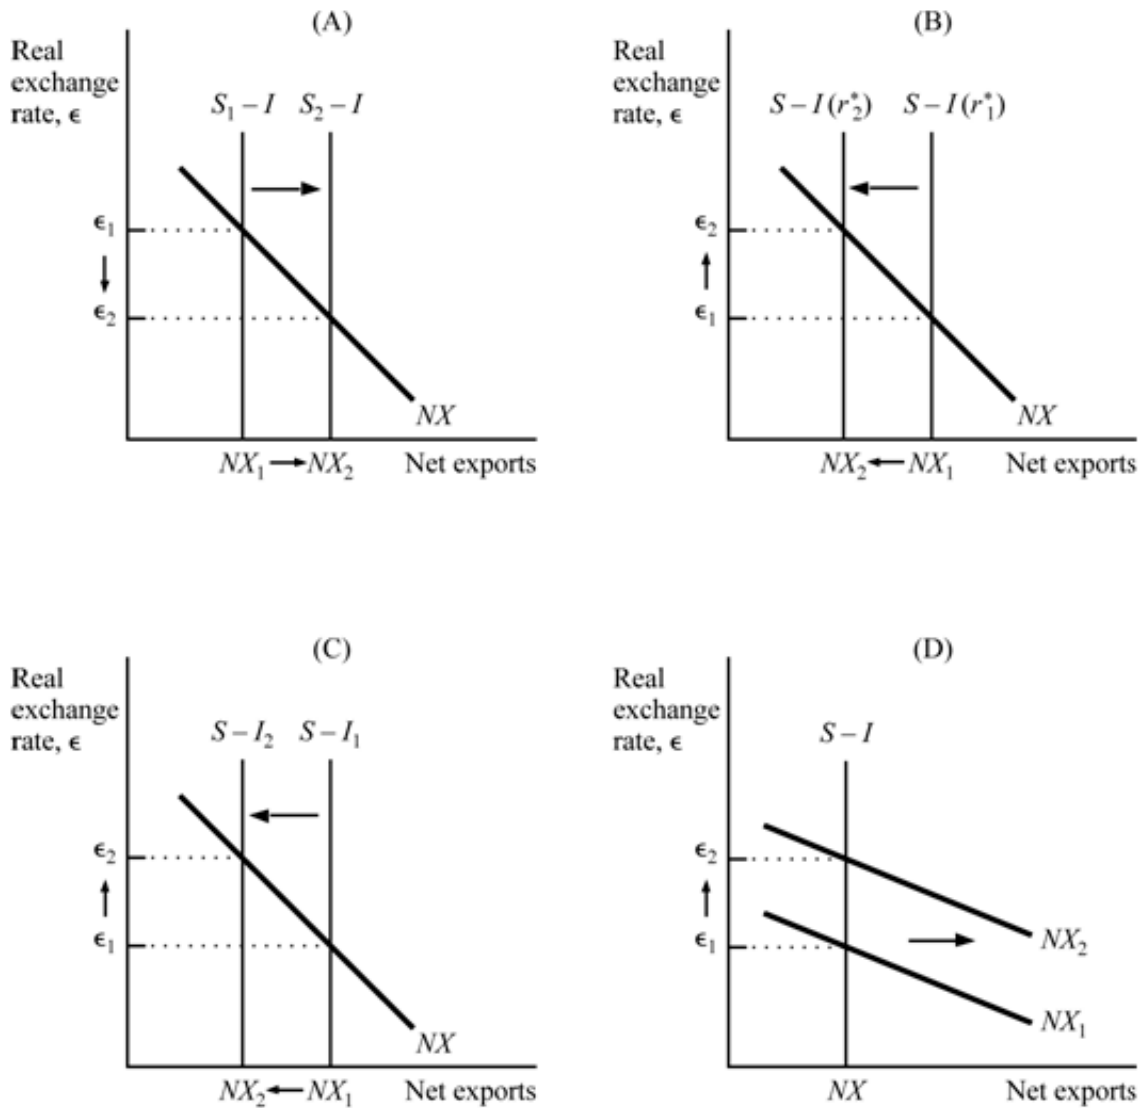 (A)
Real
exchange
rate, ϵ
S₁ – I S₂ – I
ϵ₁
ϵ₂
NX
NX₁ NX₂ Net exports
(B)
Real
exchange
rate, ϵ
S – I (r*₂) S – I (r*₁)
ϵ₂
ϵ₁
NX
NX₂ NX₁ Net exports
(C)
Real
exchange
rate, ϵ
S – I₂ S – I₁
ϵ₂
ϵ₁
NX
NX₂ NX₁ Net exports
(D)
Real
exchange
rate, ϵ
S – I
ϵ₂
ϵ₁
NX₂
NX₁
NX Net exports